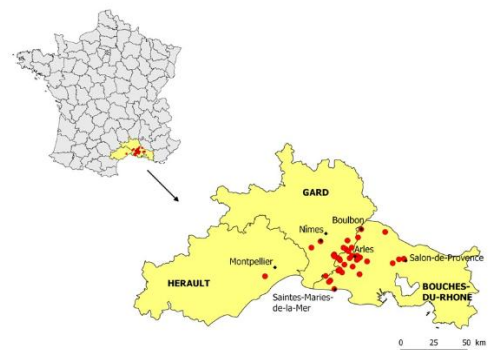 GARD
Boulbon
Nîmes
Arles
Montpellier
Salon-de-Provence
HERAULT
BOUCHES-
DU-RHONE
Saintes-Maries-
de-la-Mer
0 25 50 km